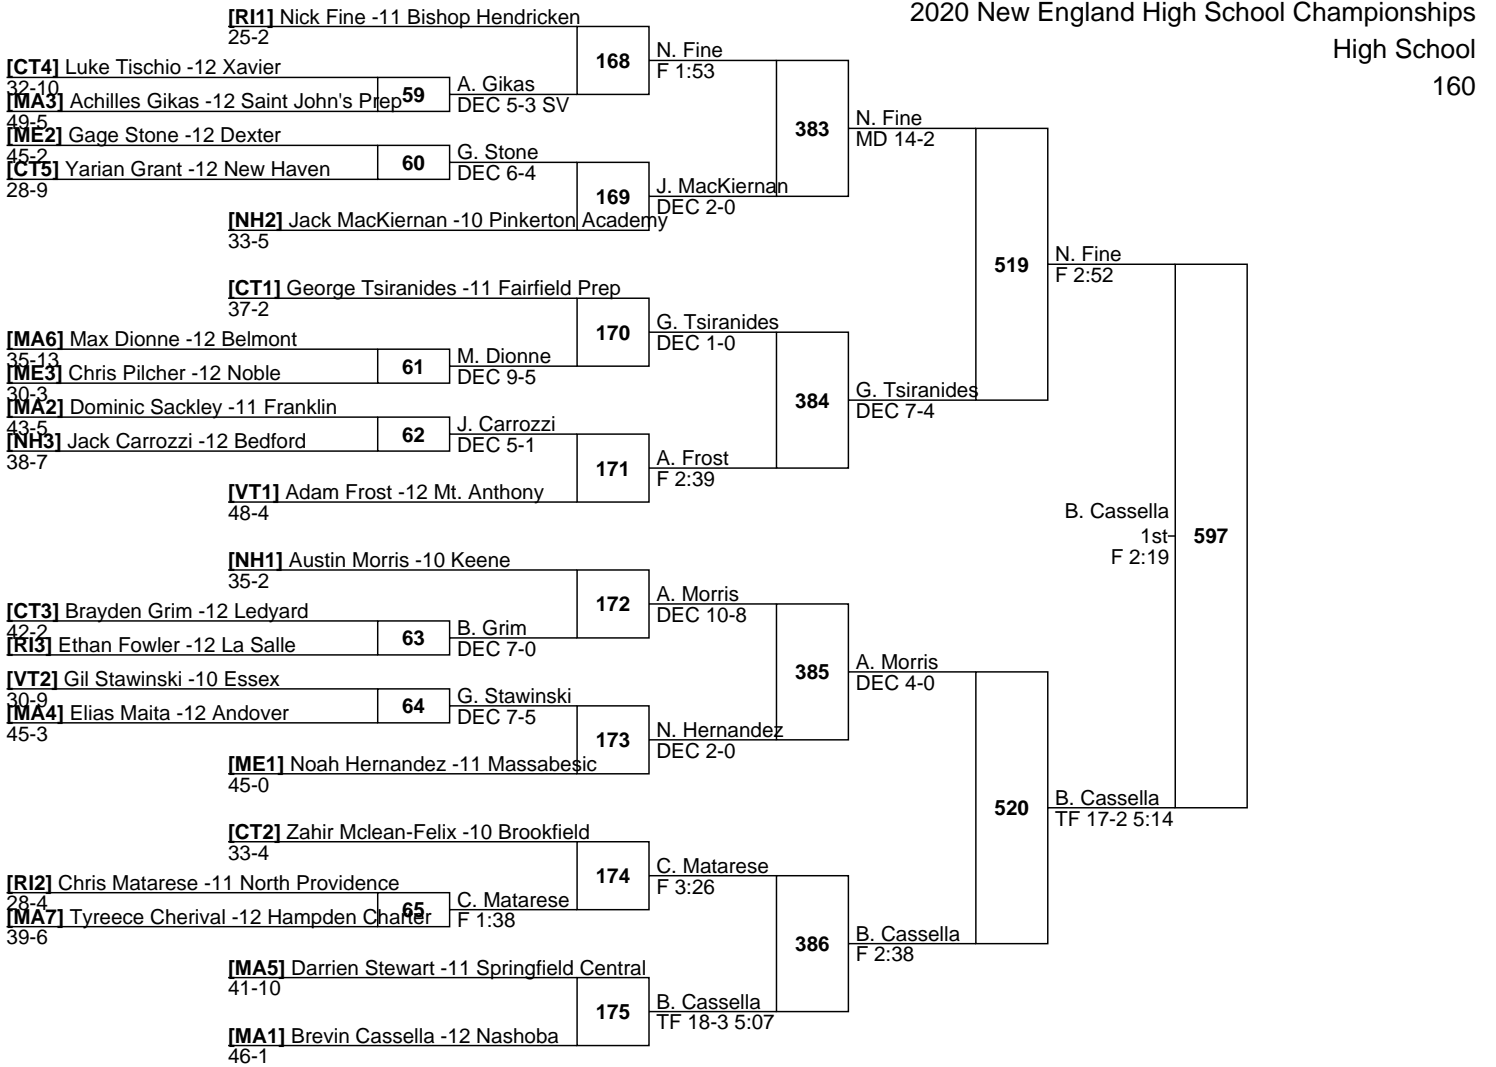 2020 New England High School Championships
High School
160
[RI1] Nick Fine -11 Bishop Hendricken
25-2
[CT4] Luke Tischio -12 Xavier
32-10
[MA3] Achilles Gikas -12 Saint John's Prep
49-5
[ME2] Gage Stone -12 Dexter
45-2
[CT5] Yarian Grant -12 New Haven
28-9
[NH2] Jack MacKiernan -10 Pinkerton Academy
33-5
[CT1] George Tsiranides -11 Fairfield Prep
37-2
[MA6] Max Dionne -12 Belmont
35-13
[ME3] Chris Pilcher -12 Noble
30-3
[MA2] Dominic Sackley -11 Franklin
43-5
[NH3] Jack Carrozzi -12 Bedford
38-7
[VT1] Adam Frost -12 Mt. Anthony
48-4
[NH1] Austin Morris -10 Keene
35-2
[CT3] Brayden Grim -12 Ledyard
42-2
[RI3] Ethan Fowler -12 La Salle
[VT2] Gil Stawinski -10 Essex
30-9
[MA4] Elias Maita -12 Andover
45-3
[ME1] Noah Hernandez -11 Massabesic
45-0
[CT2] Zahir Mclean-Felix -10 Brookfield
33-4
[RI2] Chris Matarese -11 North Providence
28-4
[MA7] Tyreece Cherival -12 Hampden Charter
39-6
[MA5] Darrien Stewart -11 Springfield Central
41-10
[MA1] Brevin Cassella -12 Nashoba
46-1
59
A. Gikas
DEC 5-3 SV
60
G. Stone
DEC 6-4
61
M. Dionne
DEC 9-5
62
J. Carrozzi
DEC 5-1
63
B. Grim
DEC 7-0
64
G. Stawinski
DEC 7-5
65
C. Matarese
F 1:38
168
N. Fine
F 1:53
169
J. MacKiernan
DEC 2-0
170
G. Tsiranides
DEC 1-0
171
A. Frost
F 2:39
172
A. Morris
DEC 10-8
173
N. Hernandez
DEC 2-0
174
C. Matarese
F 3:26
175
B. Cassella
TF 18-3 5:07
383
N. Fine
MD 14-2
384
G. Tsiranides
DEC 7-4
385
A. Morris
DEC 4-0
386
B. Cassella
F 2:38
519
N. Fine
F 2:52
520
B. Cassella
TF 17-2 5:14
B. Cassella
1st
F 2:19
597